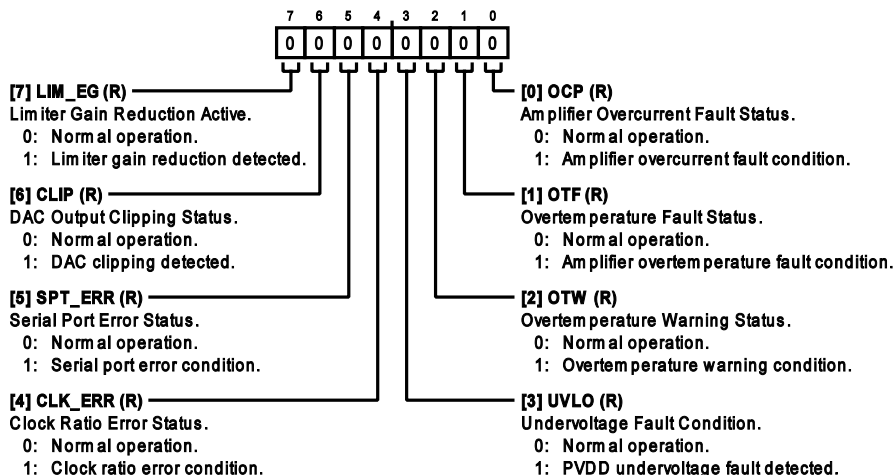 7 6 5 4 3 2 1 0
0 0 0 0 0 0 0 0
[7] LIM_EG (R)
Limiter Gain Reduction Active.
0: Normal operation.
1: Limiter gain reduction detected.
[6] CLIP (R)
DAC Output Clipping Status.
0: Normal operation.
1: DAC clipping detected.
[5] SPT_ERR (R)
Serial Port Error Status.
0: Normal operation.
1: Serial port error condition.
[4] CLK_ERR (R)
Clock Ratio Error Status.
0: Normal operation.
1: Clock ratio error condition.
[0] OCP (R)
Amplifier Overcurrent Fault Status.
0: Normal operation.
1: Amplifier overcurrent fault condition.
[1] OTF (R)
Overtemperature Fault Status.
0: Normal operation.
1: Amplifier overtemperature fault condition.
[2] OTW (R)
Overtemperature Warning Status.
0: Normal operation.
1: Overtemperature warning condition.
[3] UVLO (R)
Undervoltage Fault Condition.
0: Normal operation.
1: PVDD undervoltage fault detected.